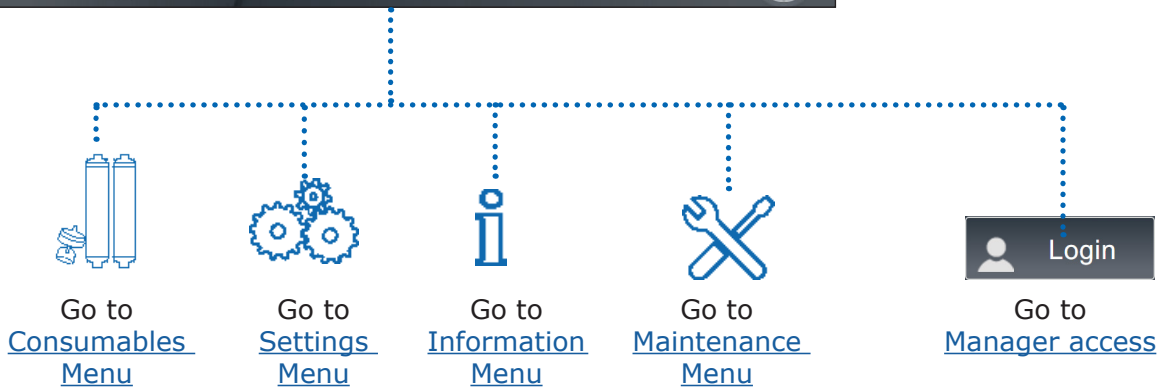 Login
Go to
Consumables
Menu
Go to
Settings
Menu
Go to
Information
Menu
Go to
Maintenance
Menu
Go to
Manager access